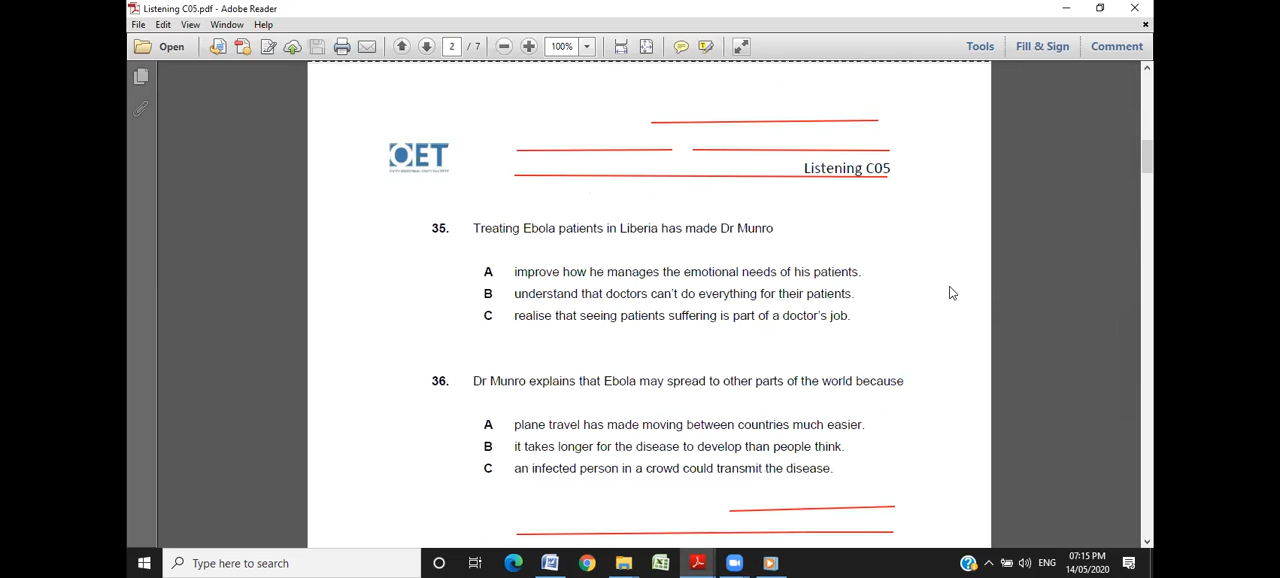 Listening C05.pdf - Adobe Reader
File Edit View Window Help
Open 2 / 7 100% Tools Fill & Sign Comment
OET
Listening C05
35. Treating Ebola patients in Liberia has made Dr Munro
A improve how he manages the emotional needs of his patients.
B understand that doctors can't do everything for their patients.
C realise that seeing patients suffering is part of a doctor's job.
36. Dr Munro explains that Ebola may spread to other parts of the world because
A plane travel has made moving between countries much easier.
B it takes longer for the disease to develop than people think.
C an infected person in a crowd could transmit the disease.
Type here to search
ENG
07:15 PM
14/05/2020